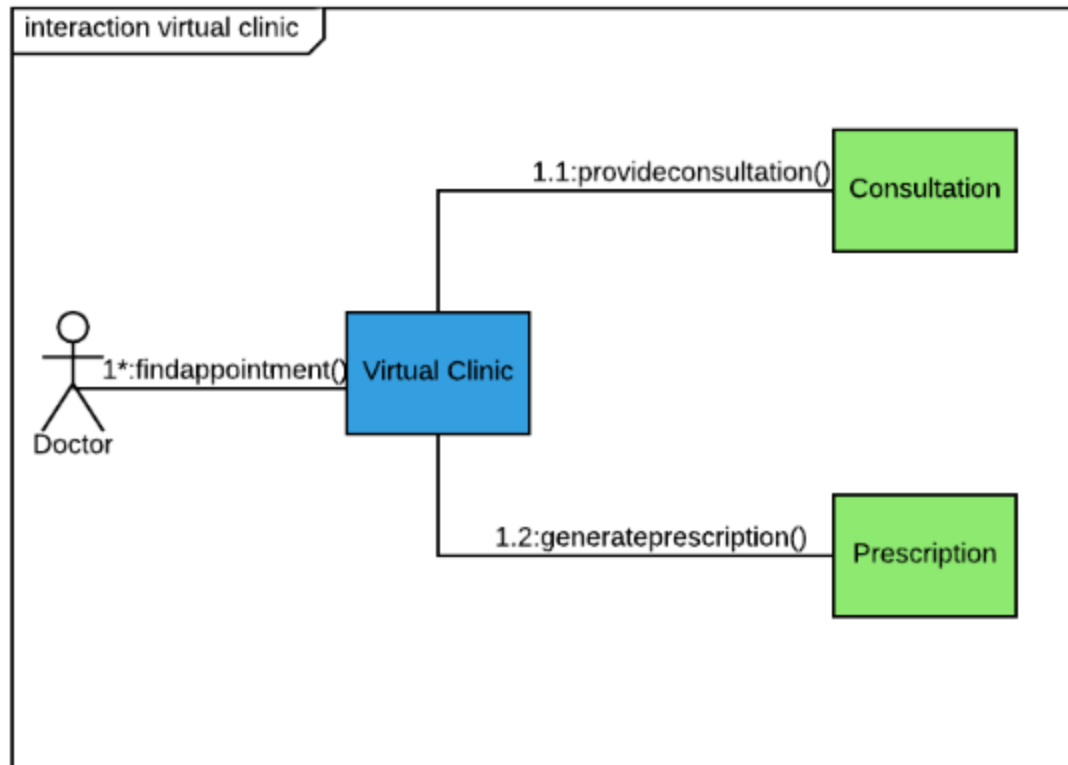 interaction virtual clinic
1.1:provideconsultation()
Consultation
1*:findappointment()
Virtual Clinic
Doctor
1.2:generateprescription()
Prescription